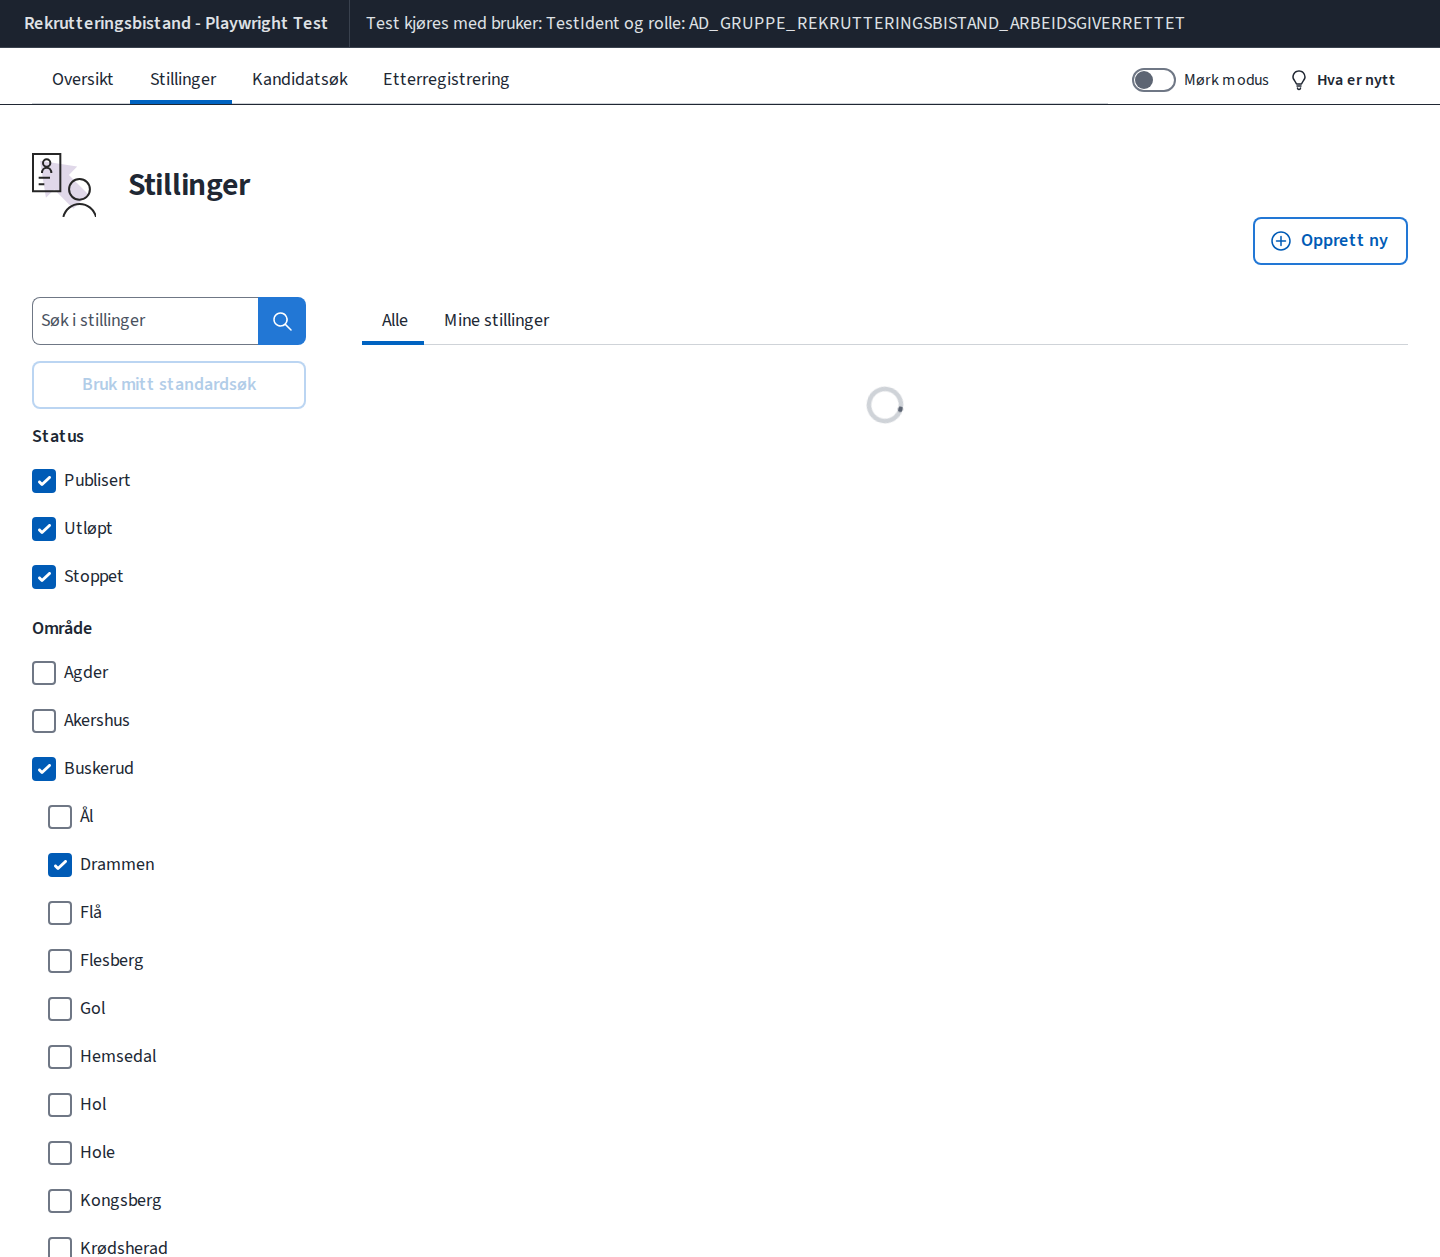 Rekrutteringsbistand - Playwright Test
Test kjøres med bruker: TestIdent og rolle: AD_GRUPPE_REKRUTTERINGSBISTAND_ARBEIDSGIVERRETTET
Oversikt
Stillinger
Kandidatsøk
Etterregistrering
Mørk modus
Hva er nytt
Stillinger
Opprett ny
Søk i stillinger
Alle
Mine stillinger
Bruk mitt standardsøk
Status
Publisert
Utløpt
Stoppet
Område
Agder
Akershus
Buskerud
Ål
Drammen
Flå
Flesberg
Gol
Hemsedal
Hol
Hole
Kongsberg
Krødsherad